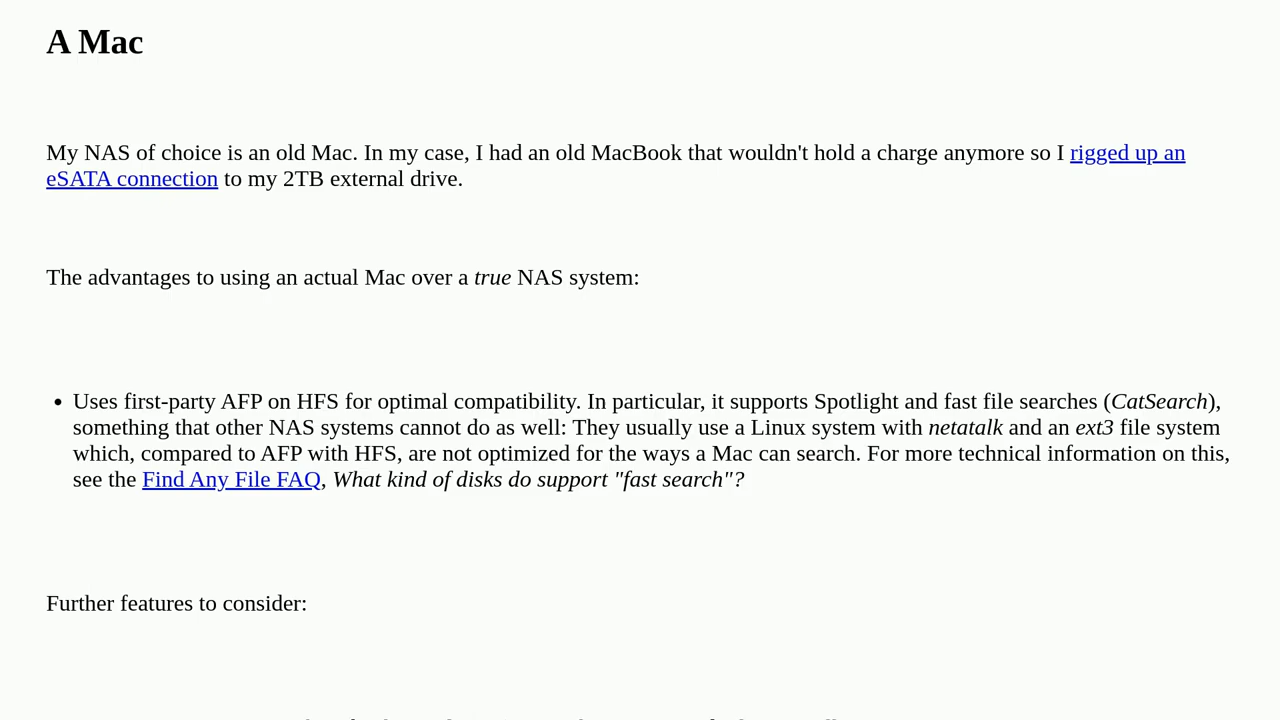 A Mac
My NAS of choice is an old Mac. In my case, I had an old MacBook that wouldn't hold a charge anymore so I rigged up an
eSATA connection to my 2TB external drive.
The advantages to using an actual Mac over a true NAS system:
• Uses first-party AFP on HFS for optimal compatibility. In particular, it supports Spotlight and fast file searches (CatSearch),
something that other NAS systems cannot do as well: They usually use a Linux system with netatalk and an ext3 file system
which, compared to AFP with HFS, are not optimized for the ways a Mac can search. For more technical information on this,
see the Find Any File FAQ, What kind of disks do support "fast search"?
Further features to consider: